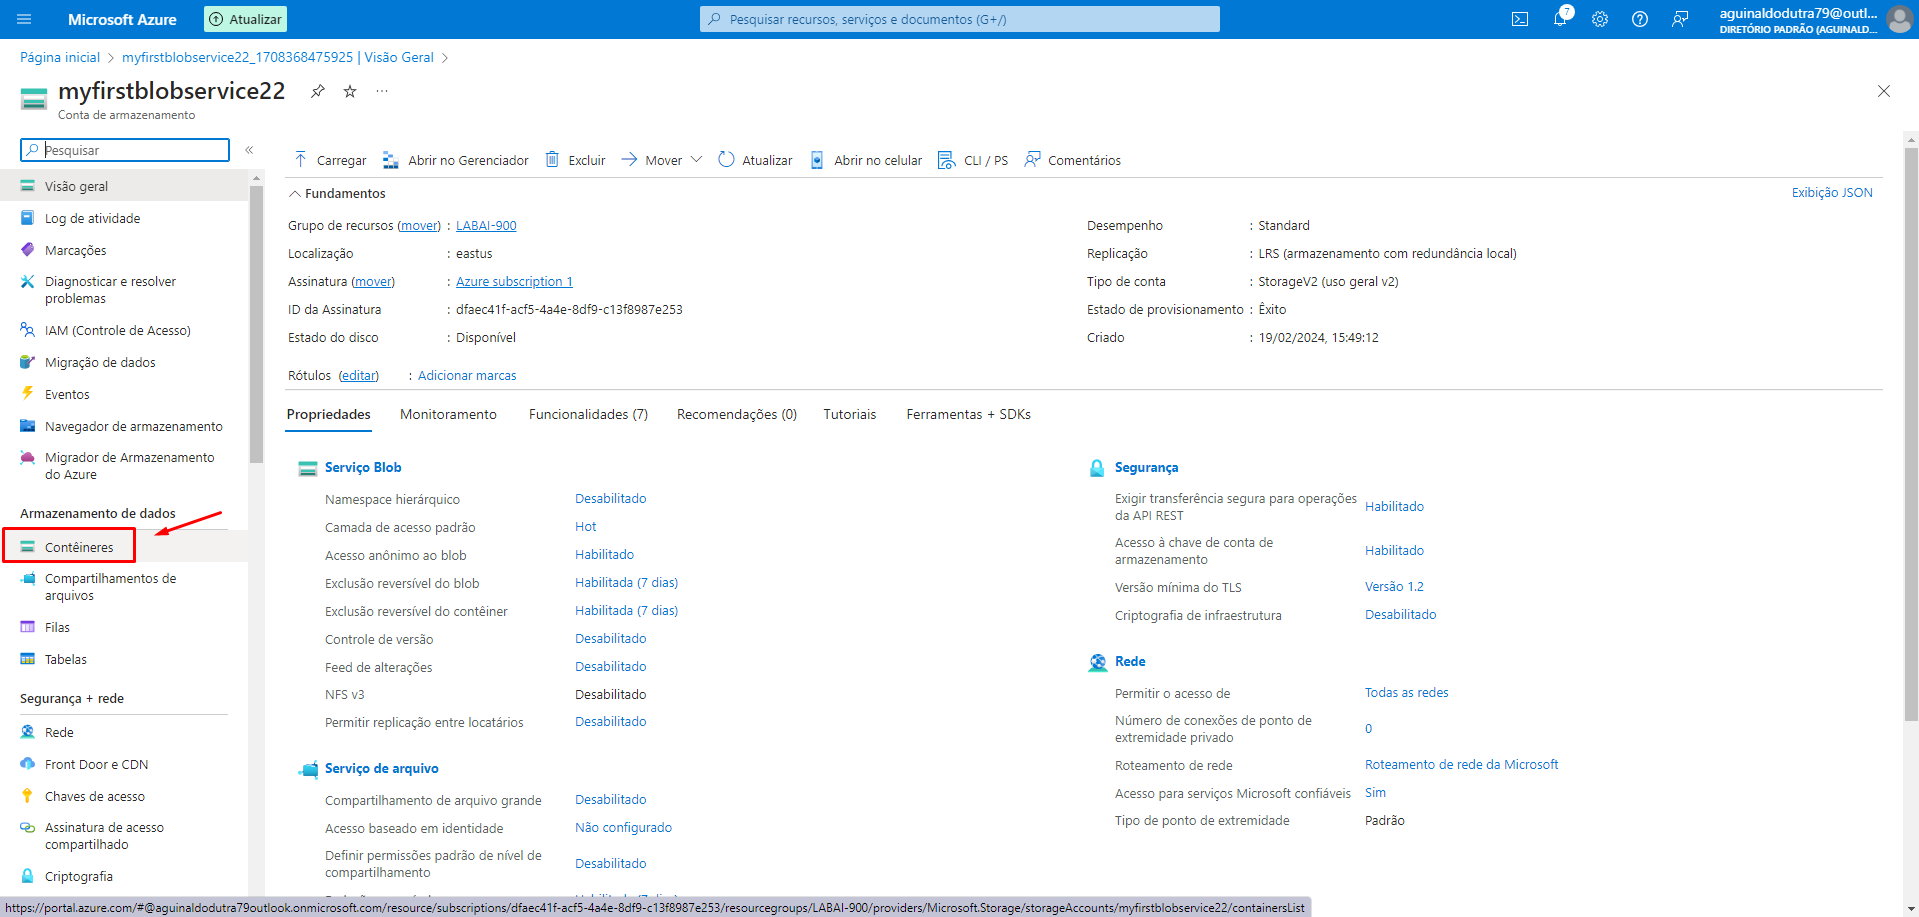 Microsoft Azure
Atualizar
Pesquisar recursos, serviços e documentos (G+/)
7
aguinaldodutra79@outl...
DIRETÓRIO PADRÃO (AGUINALD...
Página inicial > myfirstblobservice22_1708368475925 | Visão Geral >
myfirstblobservice22
Conta de armazenamento
Pesquisar
Visão geral
Log de atividade
Marcações
Diagnosticar e resolver
problemas
IAM (Controle de Acesso)
Migração de dados
Eventos
Navegador de armazenamento
Migrador de Armazenamento
do Azure
Armazenamento de dados
Contêineres
Compartilhamentos de
arquivos
Filas
Tabelas
Segurança + rede
Rede
Front Door e CDN
Chaves de acesso
Assinatura de acesso
compartilhado
Criptografia
Carregar Abrir no Gerenciador Excluir Mover Atualizar Abrir no celular CLI / PS Comentários
Fundamentos
Exibição JSON
Grupo de recursos (mover) : LABAI-900
Localização : eastus
Assinatura (mover) : Azure subscription 1
ID da Assinatura : dfaec41f-acf5-4a4e-8df9-c13f8987e253
Estado do disco : Disponível
Desempenho : Standard
Replicação : LRS (armazenamento com redundância local)
Tipo de conta : StorageV2 (uso geral v2)
Estado de provisionamento : Êxito
Criado : 19/02/2024, 15:49:12
Rótulos (editar) : Adicionar marcas
Propriedades Monitoramento Funcionalidades (7) Recomendações (0) Tutoriais Ferramentas + SDKs
Serviço Blob
Namespace hierárquico Desabilitado
Camada de acesso padrão Hot
Acesso anônimo ao blob Habilitado
Exclusão reversível do blob Habilitada (7 dias)
Exclusão reversível do contêiner Habilitada (7 dias)
Controle de versão Desabilitado
Feed de alterações Desabilitado
NFS v3 Desabilitado
Permitir replicação entre locatários Desabilitado
Serviço de arquivo
Compartilhamento de arquivo grande Desabilitado
Acesso baseado em identidade Não configurado
Definir permissões padrão de nível de
compartilhamento Desabilitado
Segurança
Exigir transferência segura para operações
da API REST Habilitado
Acesso à chave de conta de
armazenamento Habilitado
Versão mínima do TLS Versão 1.2
Criptografia de infraestrutura Desabilitado
Rede
Permitir o acesso de Todas as redes
Número de conexões de ponto de
extremidade privado 0
Roteamento de rede Roteamento de rede da Microsoft
Acesso para serviços Microsoft confiáveis Sim
Tipo de ponto de extremidade Padrão
https://portal.azure.com/#@aguinaldodutra79outlook.onmicrosoft.com/resource/subscriptions/dfaec41f-acf5-4a4e-8df9-c13f8987e253/resourcegroups/LABAI-900/providers/Microsoft.Storage/storageAccounts/myfirstblobservice22/containersList